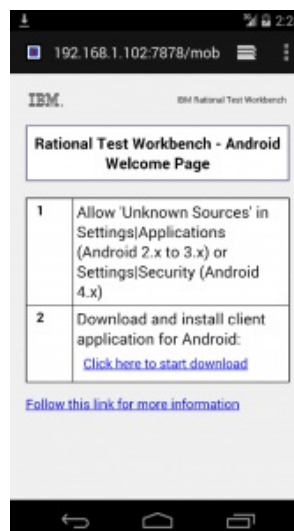 2:2
192.168.1.102:7878/mob
IBM. IBM Rational Test Workbench
Rational Test Workbench - Android
Welcome Page
1 Allow 'Unknown Sources' in
Settings|Applications
(Android 2.x to 3.x) or
Settings|Security (Android
4.x)
2 Download and install client
application for Android:
Click here to start download
Follow this link for more information